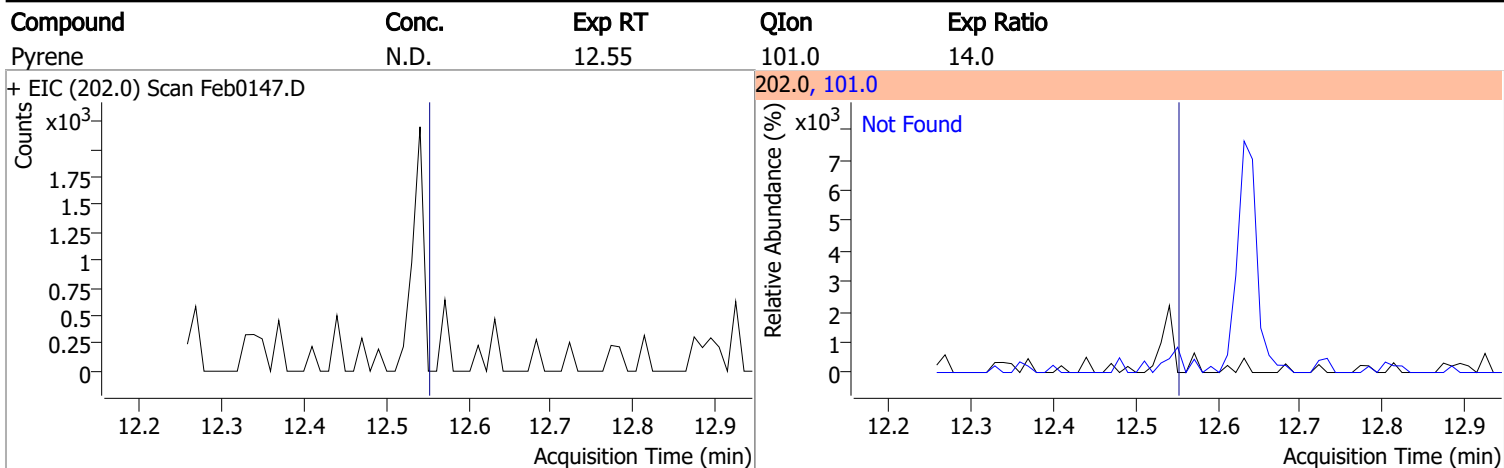 Compound Conc. Exp RT QIon Exp Ratio
Pyrene N.D. 12.55 101.0 14.0
+ EIC (202.0) Scan Feb0147.D
Counts
x10³
1.75
1.5
1.25
1
0.75
0.5
0.25
0
12.2 12.3 12.4 12.5 12.6 12.7 12.8 12.9
Acquisition Time (min)
202.0, 101.0
Relative Abundance (%)
x10³
Not Found
7
6
5
4
3
2
1
0
12.2 12.3 12.4 12.5 12.6 12.7 12.8 12.9
Acquisition Time (min)